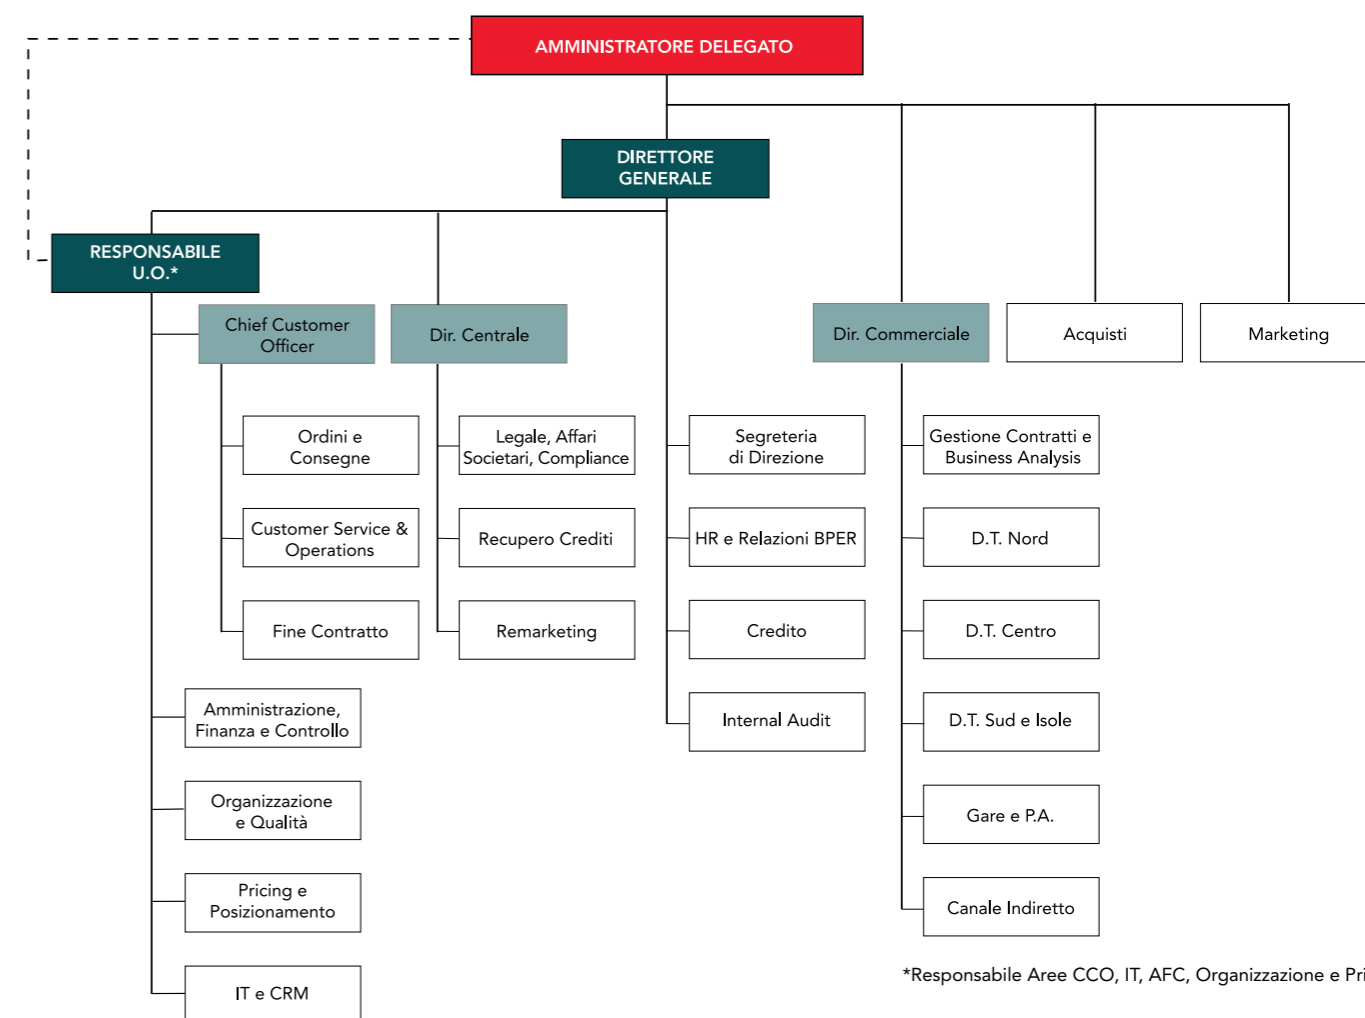 AMMINISTRATORE DELEGATO
DIRETTORE
GENERALE
RESPONSABILE
U.O.*
Chief Customer
Officer
Dir. Centrale
Dir. Commerciale
Acquisti
Marketing
Ordini e
Consegne
Legale, Affari
Societari, Compliance
Segreteria
di Direzione
Gestione Contratti e
Business Analysis
Customer Service &
Operations
Recupero Crediti
HR e Relazioni BPER
D.T. Nord
Fine Contratto
Remarketing
Credito
D.T. Centro
Amministrazione,
Finanza e Controllo
Internal Audit
D.T. Sud e Isole
Organizzazione
e Qualità
Gare e P.A.
Pricing e
Posizionamento
Canale Indiretto
IT e CRM
*Responsabile Aree CCO, IT, AFC, Organizzazione e Pri